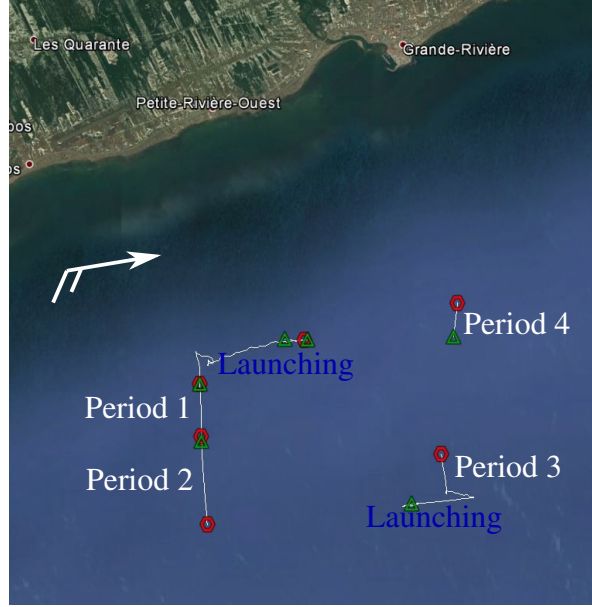 Les Quarante
Grande-Rivière
Petite-Rivière-Ouest
Period 4
Launching
Period 1
Period 3
Period 2
Launching